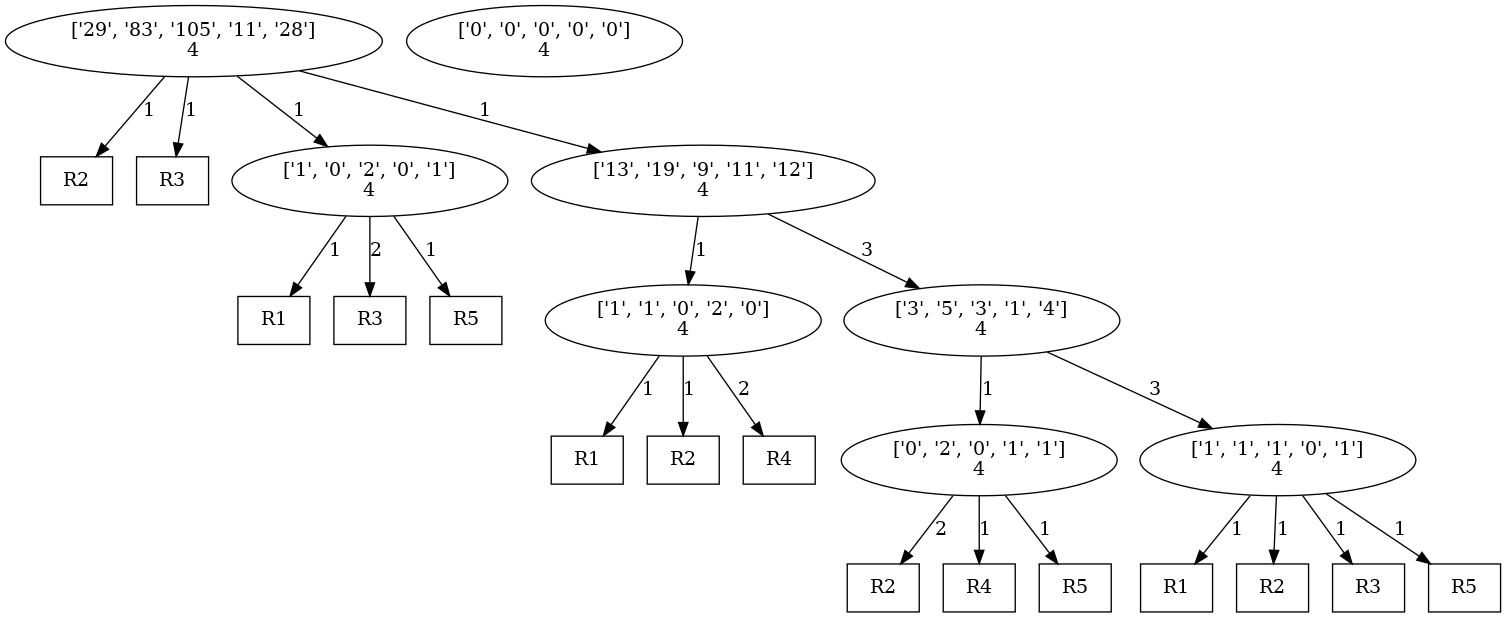 ['29', '83', '105', '11', '28']
4
['0', '0', '0', '0', '0']
4
1
1
1
1
R2
R3
['1', '0', '2', '0', '1']
4
['13', '19', '9', '11', '12']
4
1
2
1
1
3
R1
R3
R5
['1', '1', '0', '2', '0']
4
['3', '5', '3', '1', '4']
4
1
1
2
1
3
R1
R2
R4
['0', '2', '0', '1', '1']
4
['1', '1', '1', '0', '1']
4
2
1
1
1
1
1
1
R2
R4
R5
R1
R2
R3
R5